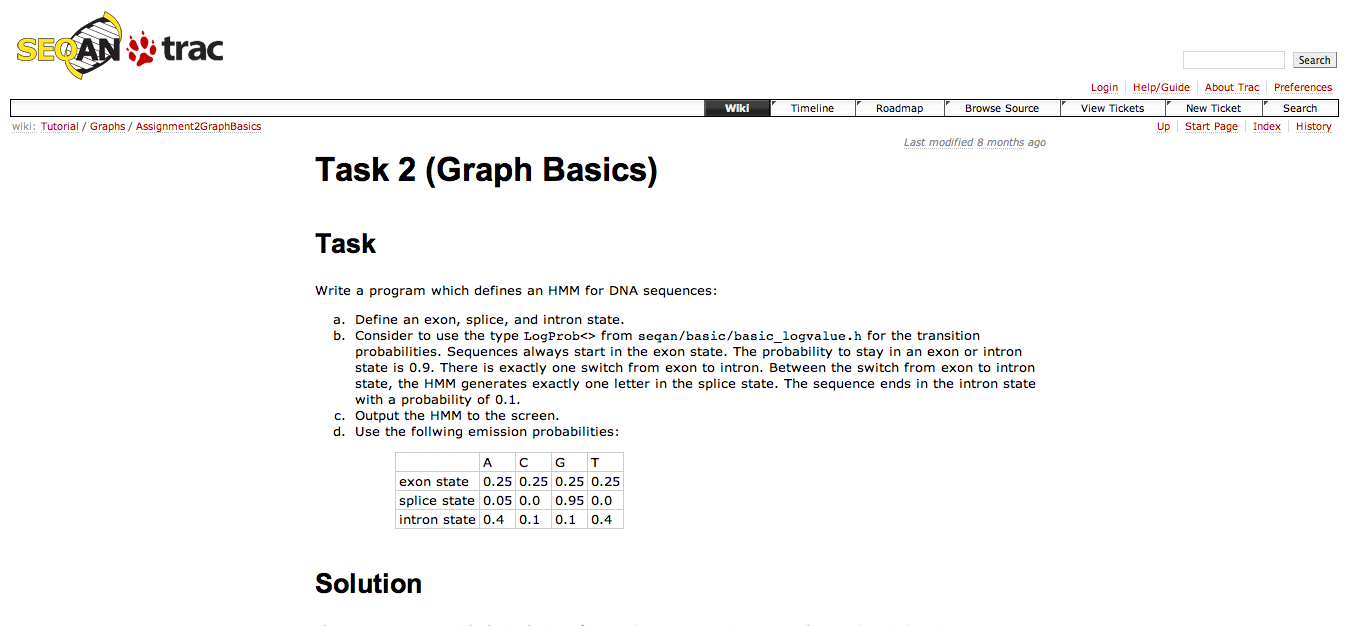 SEQAN trac
Search
Login Help/Guide About Trac Preferences
Wiki Timeline Roadmap Browse Source View Tickets New Ticket Search
wiki: Tutorial / Graphs / Assignment2GraphBasics
Up Start Page Index History
Last modified 8 months ago
Task 2 (Graph Basics)
Task
Write a program which defines an HMM for DNA sequences:
a. Define an exon, splice, and intron state.
b. Consider to use the type LogProb<> from seqan/basic/basic_logvalue.h for the transition
probabilities. Sequences always start in the exon state. The probability to stay in an exon or intron
state is 0.9. There is exactly one switch from exon to intron. Between the switch from exon to intron
state, the HMM generates exactly one letter in the splice state. The sequence ends in the intron state
with a probability of 0.1.
c. Output the HMM to the screen.
d. Use the follwing emission probabilities:
A C G T
exon state 0.25 0.25 0.25 0.25
splice state 0.05 0.0 0.95 0.0
intron state 0.4 0.1 0.1 0.4
Solution